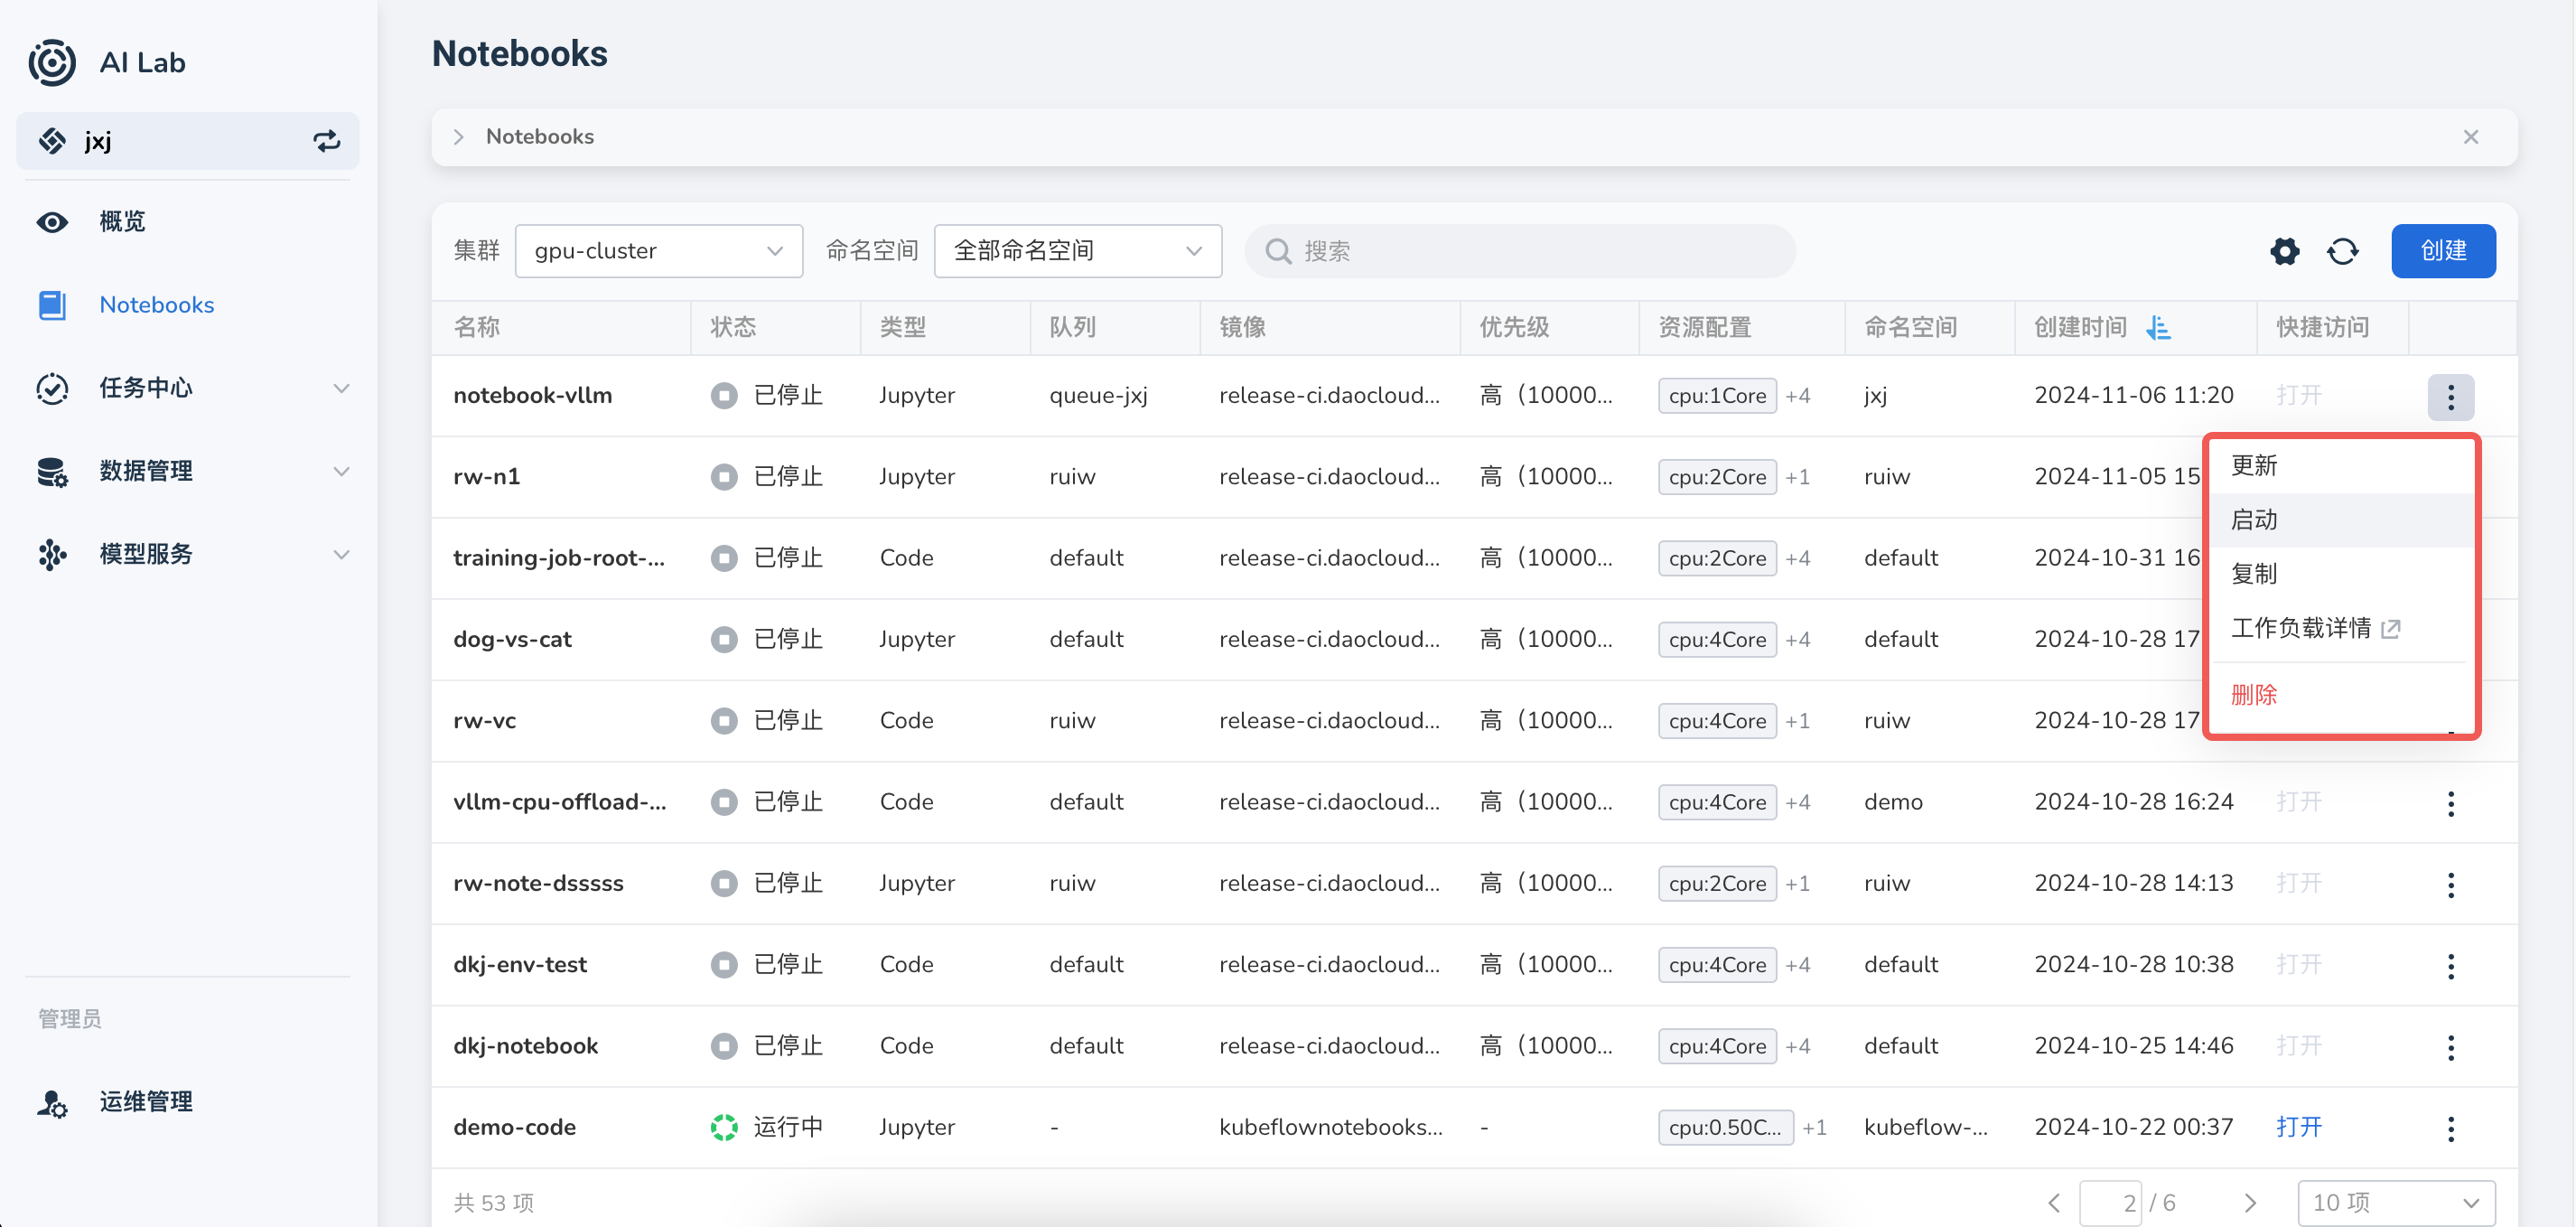 AI Lab
jxj
概览
Notebooks
任务中心
数据管理
模型服务
管理员
运维管理
Notebooks
Notebooks
集群 gpu-cluster 命名空间 全部命名空间 搜索 创建
名称 状态 类型 队列 镜像 优先级 资源配置 命名空间 创建时间 快捷访问
notebook-vllm 已停止 Jupyter queue-jxj release-ci.daocloud... 高（10000... cpu:1Core +4 jxj 2024-11-06 11:20 打开
rw-n1 已停止 Jupyter ruiw release-ci.daocloud... 高（10000... cpu:2Core +1 ruiw 2024-11-05 15
training-job-root-... 已停止 Code default release-ci.daocloud... 高（10000... cpu:2Core +4 default 2024-10-31 16
dog-vs-cat 已停止 Jupyter default release-ci.daocloud... 高（10000... cpu:4Core +4 default 2024-10-28 17
rw-vc 已停止 Code ruiw release-ci.daocloud... 高（10000... cpu:4Core +1 ruiw 2024-10-28 17
vllm-cpu-offload-... 已停止 Code default release-ci.daocloud... 高（10000... cpu:4Core +4 demo 2024-10-28 16:24 打开
rw-note-dsssss 已停止 Jupyter ruiw release-ci.daocloud... 高（10000... cpu:2Core +1 ruiw 2024-10-28 14:13 打开
dkj-env-test 已停止 Code default release-ci.daocloud... 高（10000... cpu:4Core +4 default 2024-10-28 10:38 打开
dkj-notebook 已停止 Code default release-ci.daocloud... 高（10000... cpu:4Core +4 default 2024-10-25 14:46 打开
demo-code 运行中 Jupyter - kubeflownotebooks... - cpu:0.50C... +1 kubeflow-... 2024-10-22 00:37 打开
更新
启动
复制
工作负载详情
删除
共 53 项 2 / 6 10 项